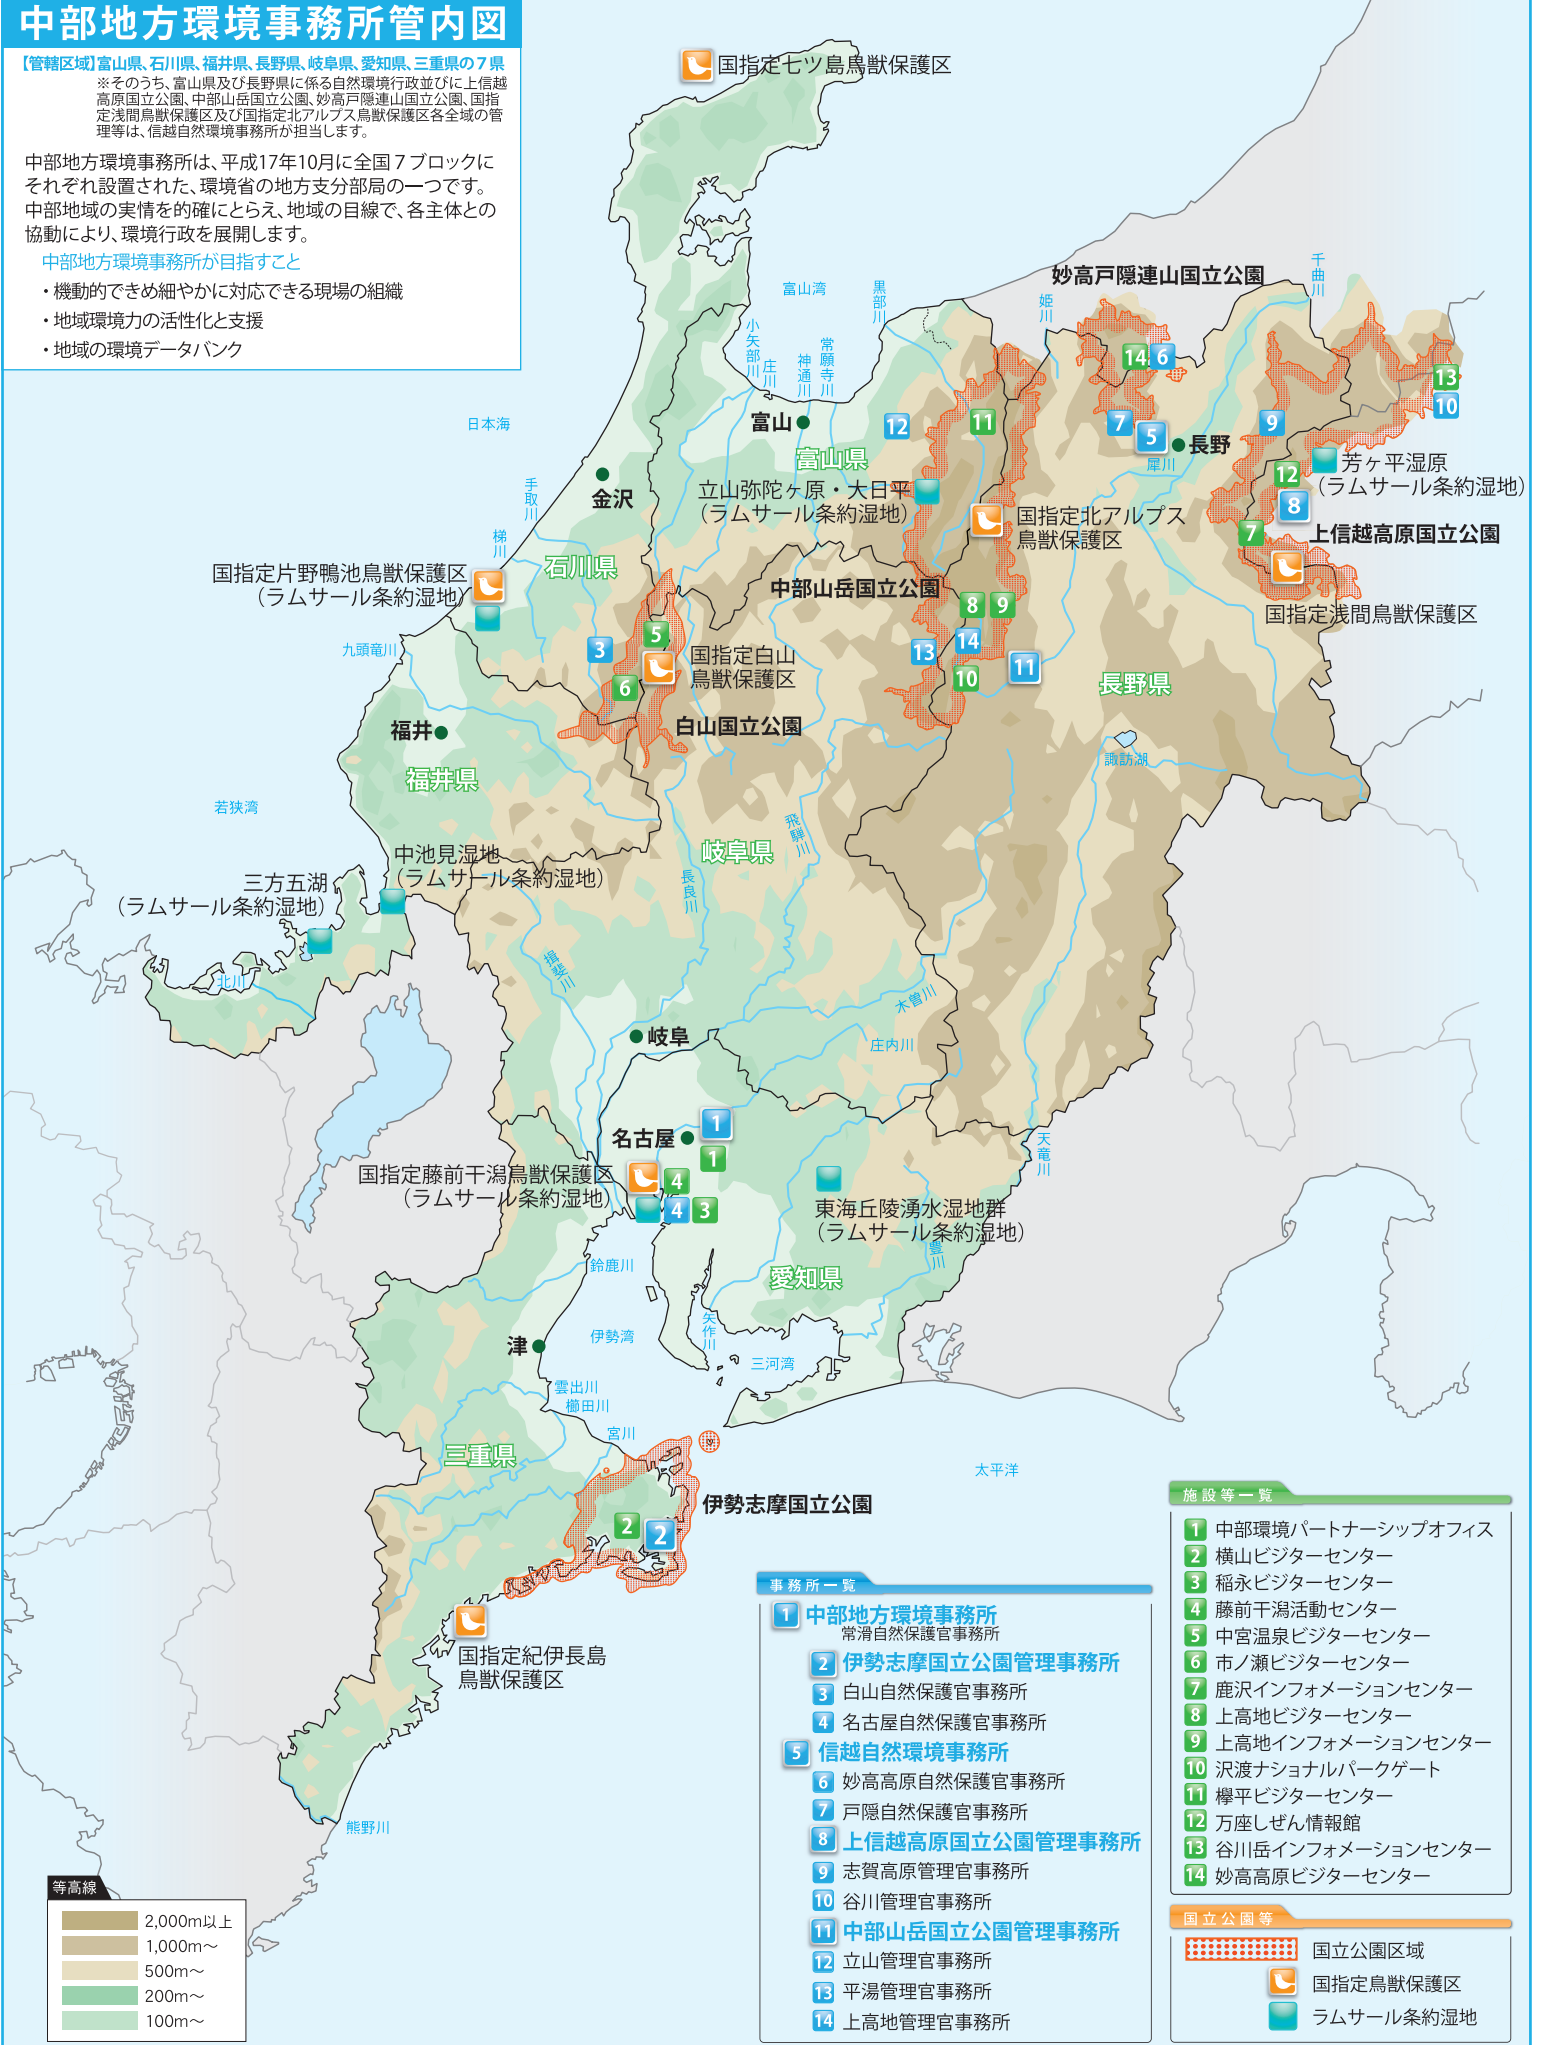 中部地方環境事務所管内図
【管轄区域】富山県、石川県、福井県、長野県、岐阜県、愛知県、三重県の７県
※そのうち、富山県及び長野県に係る自然環境行政並びに上信越
高原国立公園、中部山岳国立公園、妙高戸隠連山国立公園、国指
定浅間鳥獣保護区及び国指定北アルプス鳥獣保護区各全域の管
理等は、信越自然環境事務所が担当します。
中部地方環境事務所は、平成17年10月に全国７ブロックに
それぞれ設置された、環境省の地方支分部局の一つです。
中部地域の実情を的確にとらえ、地域の目線で、各主体との
協動により、環境行政を展開します。
中部地方環境事務所が目指すこと
・機動的できめ細やかに対応できる現場の組織
・地域環境力の活性化と支援
・地域の環境データバンク
国指定七ツ島鳥獣保護区
妙高戸隠連山国立公園
千曲川
富山湾
黒部川
姫川
小矢部川
庄川
神通川
常願寺川
14
6
13
10
日本海
富山
12
11
7
5
9
長野
富山県
犀川
芳ヶ平湿原
（ラムサール条約湿地）
金沢
手取川
立山弥陀ヶ原・大日平
（ラムサール条約湿地）
12
8
国指定北アルプス
鳥獣保護区
7
上信越高原国立公園
梯川
石川県
国指定片野鴨池鳥獣保護区
（ラムサール条約湿地）
中部山岳国立公園
8
9
国指定浅間鳥獣保護区
九頭竜川
3
5
国指定白山
鳥獣保護区
13
14
11
10
6
長野県
福井
白山国立公園
諏訪湖
福井県
若狭湾
飛騨川
岐阜県
中池見湿地
（ラムサール条約湿地）
三方五湖
（ラムサール条約湿地）
長良川
揖斐川
北川
木曽川
岐阜
庄内川
名古屋
1
1
天竜川
国指定藤前干潟鳥獣保護区
（ラムサール条約湿地）
4
4
3
東海丘陵湧水湿地群
（ラムサール条約湿地）
豊川
鈴鹿川
愛知県
津
伊勢湾
矢作川
三河湾
雲出川
櫛田川
宮川
三重県
太平洋
伊勢志摩国立公園
2
2
国指定紀伊長島
鳥獣保護区
熊野川
等高線
2,000m以上
1,000m～
500m～
200m～
100m～
事務所一覧
1 中部地方環境事務所
常滑自然保護官事務所
2 伊勢志摩国立公園管理事務所
3 白山自然保護官事務所
4 名古屋自然保護官事務所
5 信越自然環境事務所
6 妙高高原自然保護官事務所
7 戸隠自然保護官事務所
8 上信越高原国立公園管理事務所
9 志賀高原管理官事務所
10 谷川管理官事務所
11 中部山岳国立公園管理事務所
12 立山管理官事務所
13 平湯管理官事務所
14 上高地管理官事務所
施設等一覧
1 中部環境パートナーシップオフィス
2 横山ビジターセンター
3 稲永ビジターセンター
4 藤前干潟活動センター
5 中宮温泉ビジターセンター
6 市ノ瀬ビジターセンター
7 鹿沢インフォメーションセンター
8 上高地ビジターセンター
9 上高地インフォメーションセンター
10 沢渡ナショナルパークゲート
11 欅平ビジターセンター
12 万座しぜん情報館
13 谷川岳インフォメーションセンター
14 妙高高原ビジターセンター
国立公園等
国立公園区域
国指定鳥獣保護区
ラムサール条約湿地